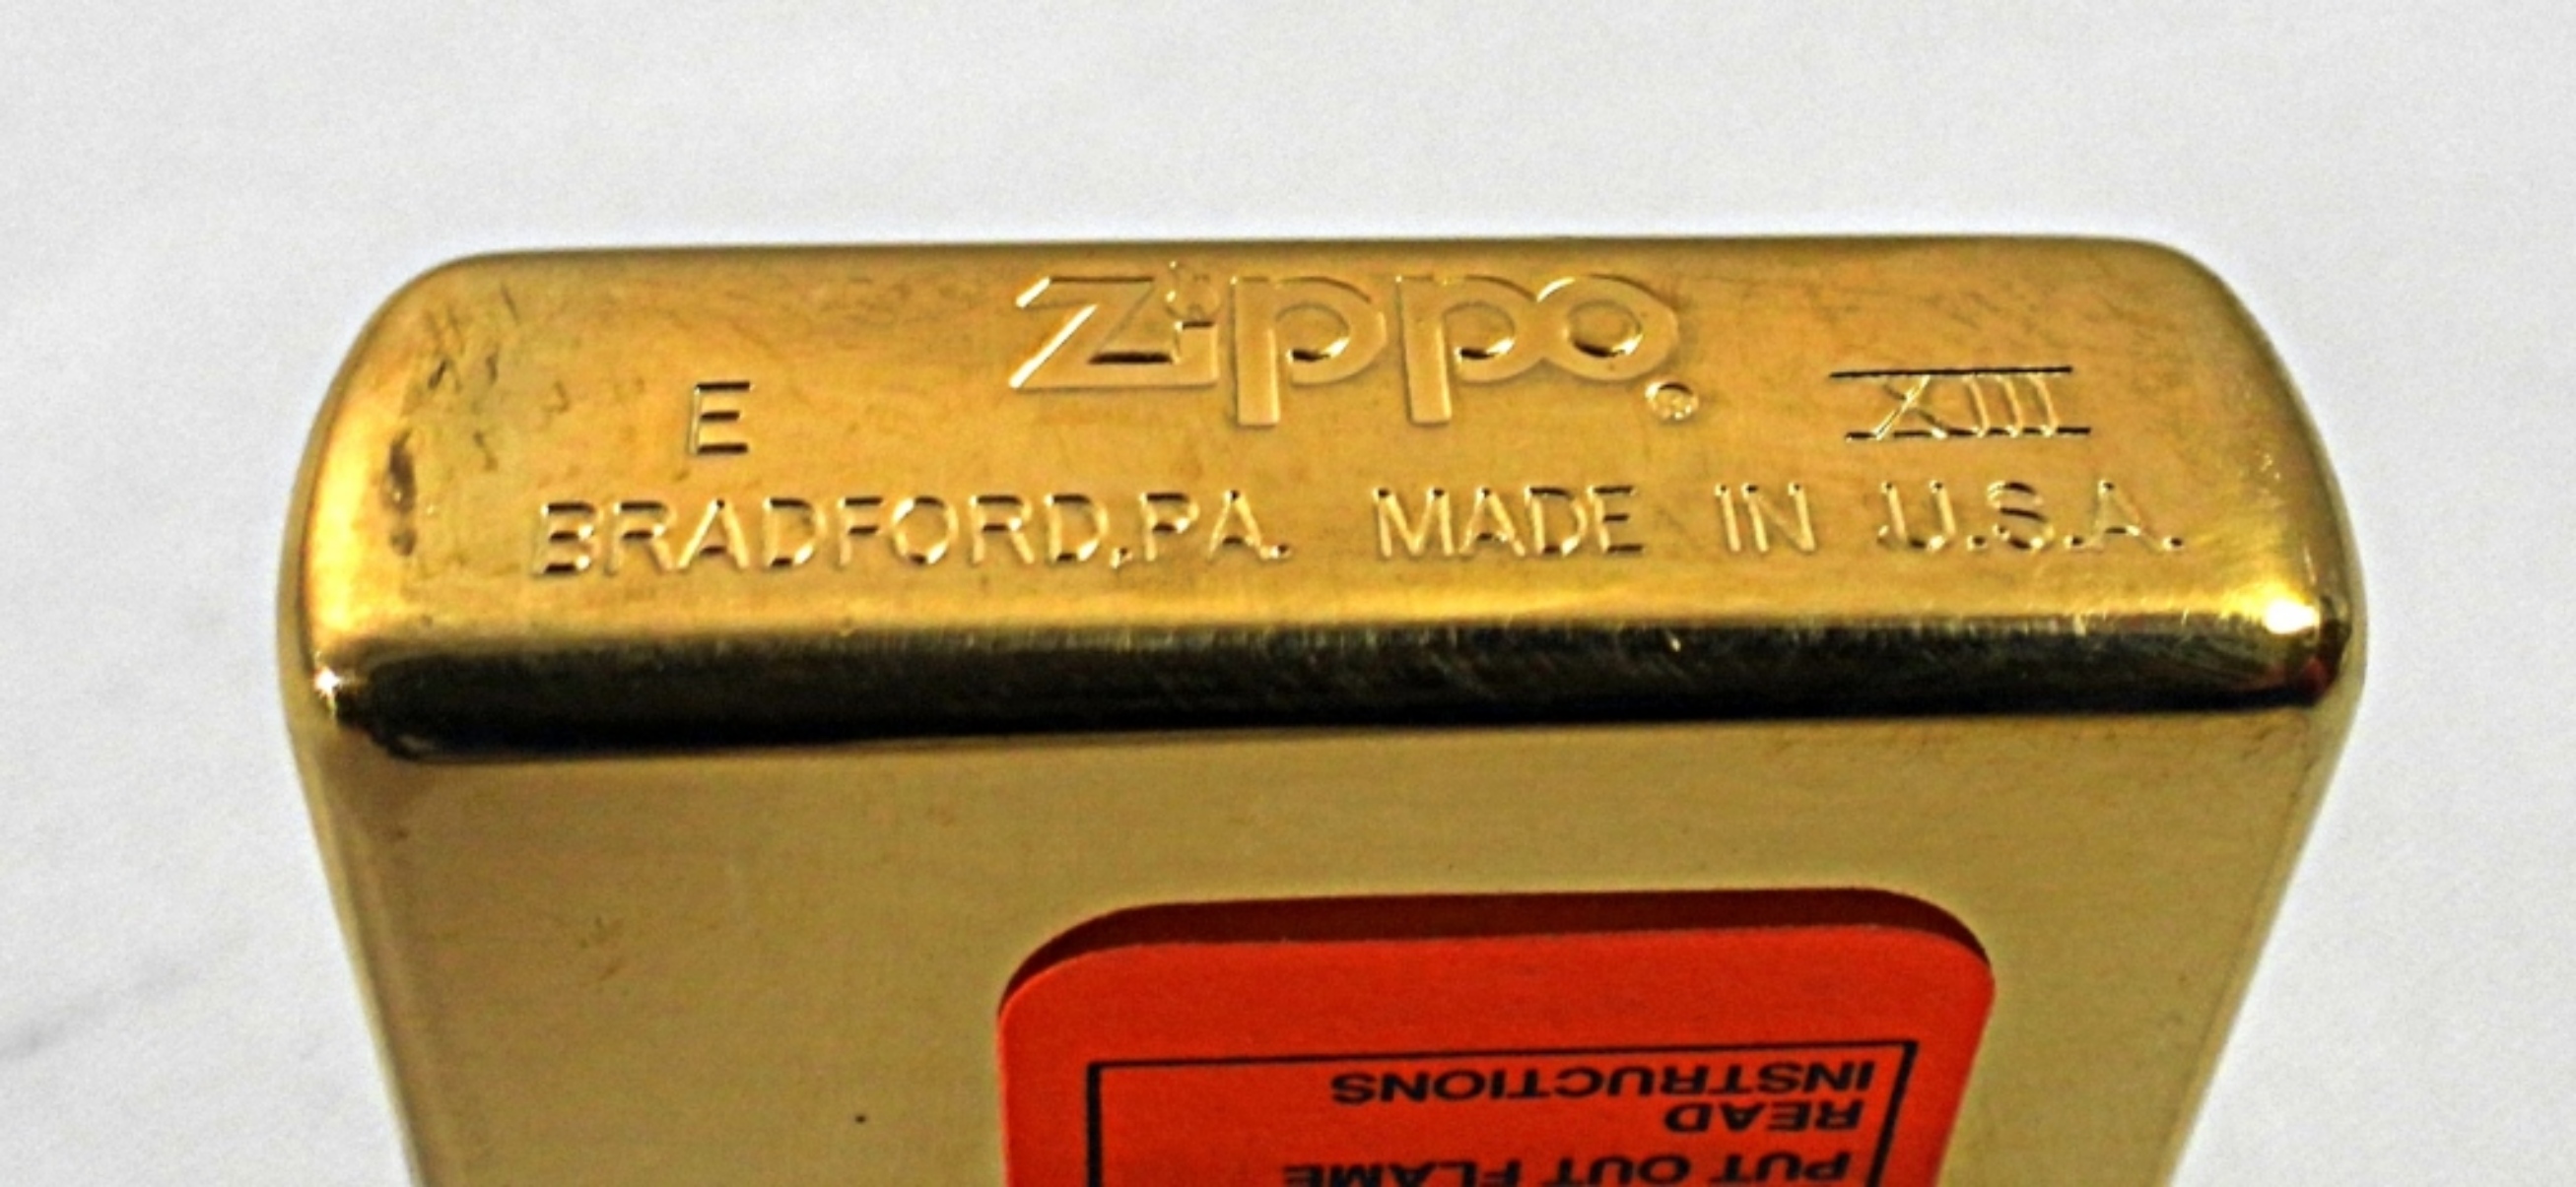 Zippo®
E XIII
BRADFORD,PA. MADE IN U.S.A.
PUT OUT FLAME
READ
INSTRUCTIONS